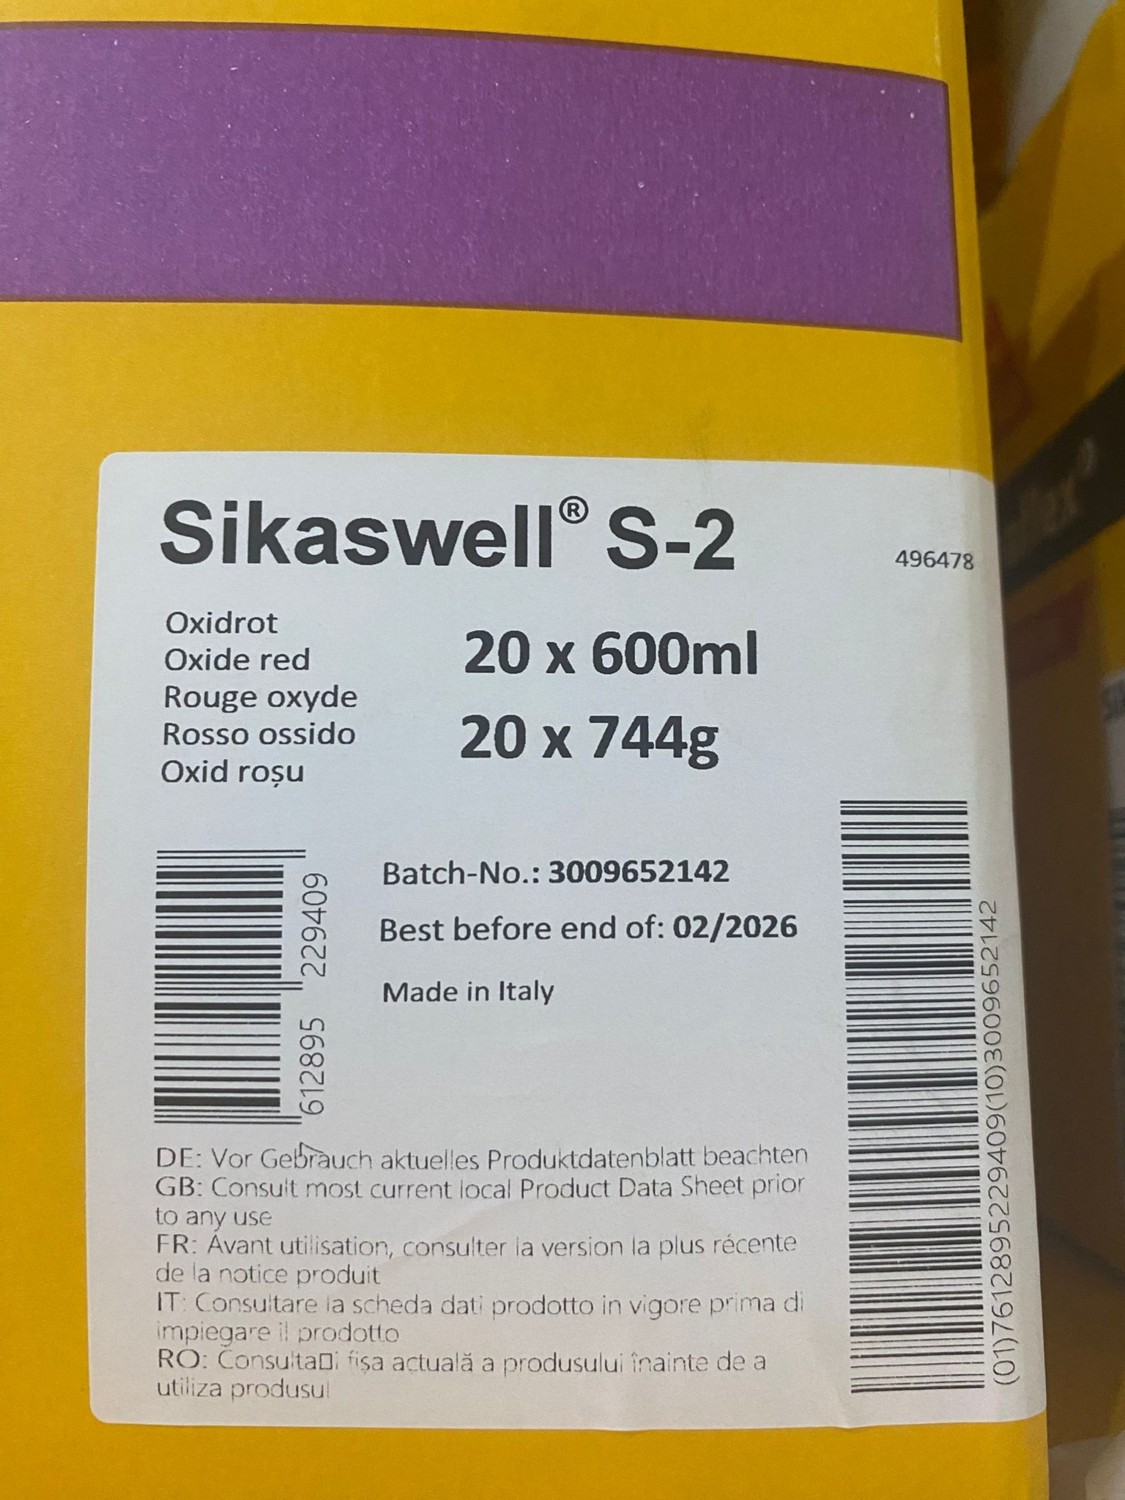 Sikaswell® S-2
496478
Oxidrot
Oxide red
Rouge oxyde
Rosso ossido
Oxid roșu
20 x 600ml
20 x 744g
Batch-No.: 3009652142
Best before end of: 02/2026
Made in Italy
7 612895 229409
(01)7612895229409(10)3009652142
DE: Vor Gebrauch aktuelles Produktdatenblatt beachten
GB: Consult most current local Product Data Sheet prior
to any use
FR: Avant utilisation, consulter la version la plus récente
de la notice produit
IT: Consultare la scheda dati prodotto in vigore prima di
impiegare il prodotto
RO: Consulta□i fișa actuală a produsului înainte de a
utiliza produsul